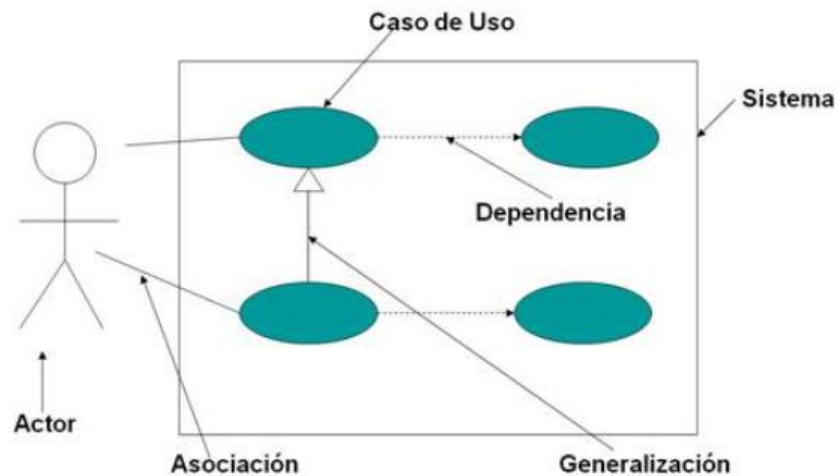 Caso de Uso
Sistema
Dependencia
Actor
Asociación
Generalización